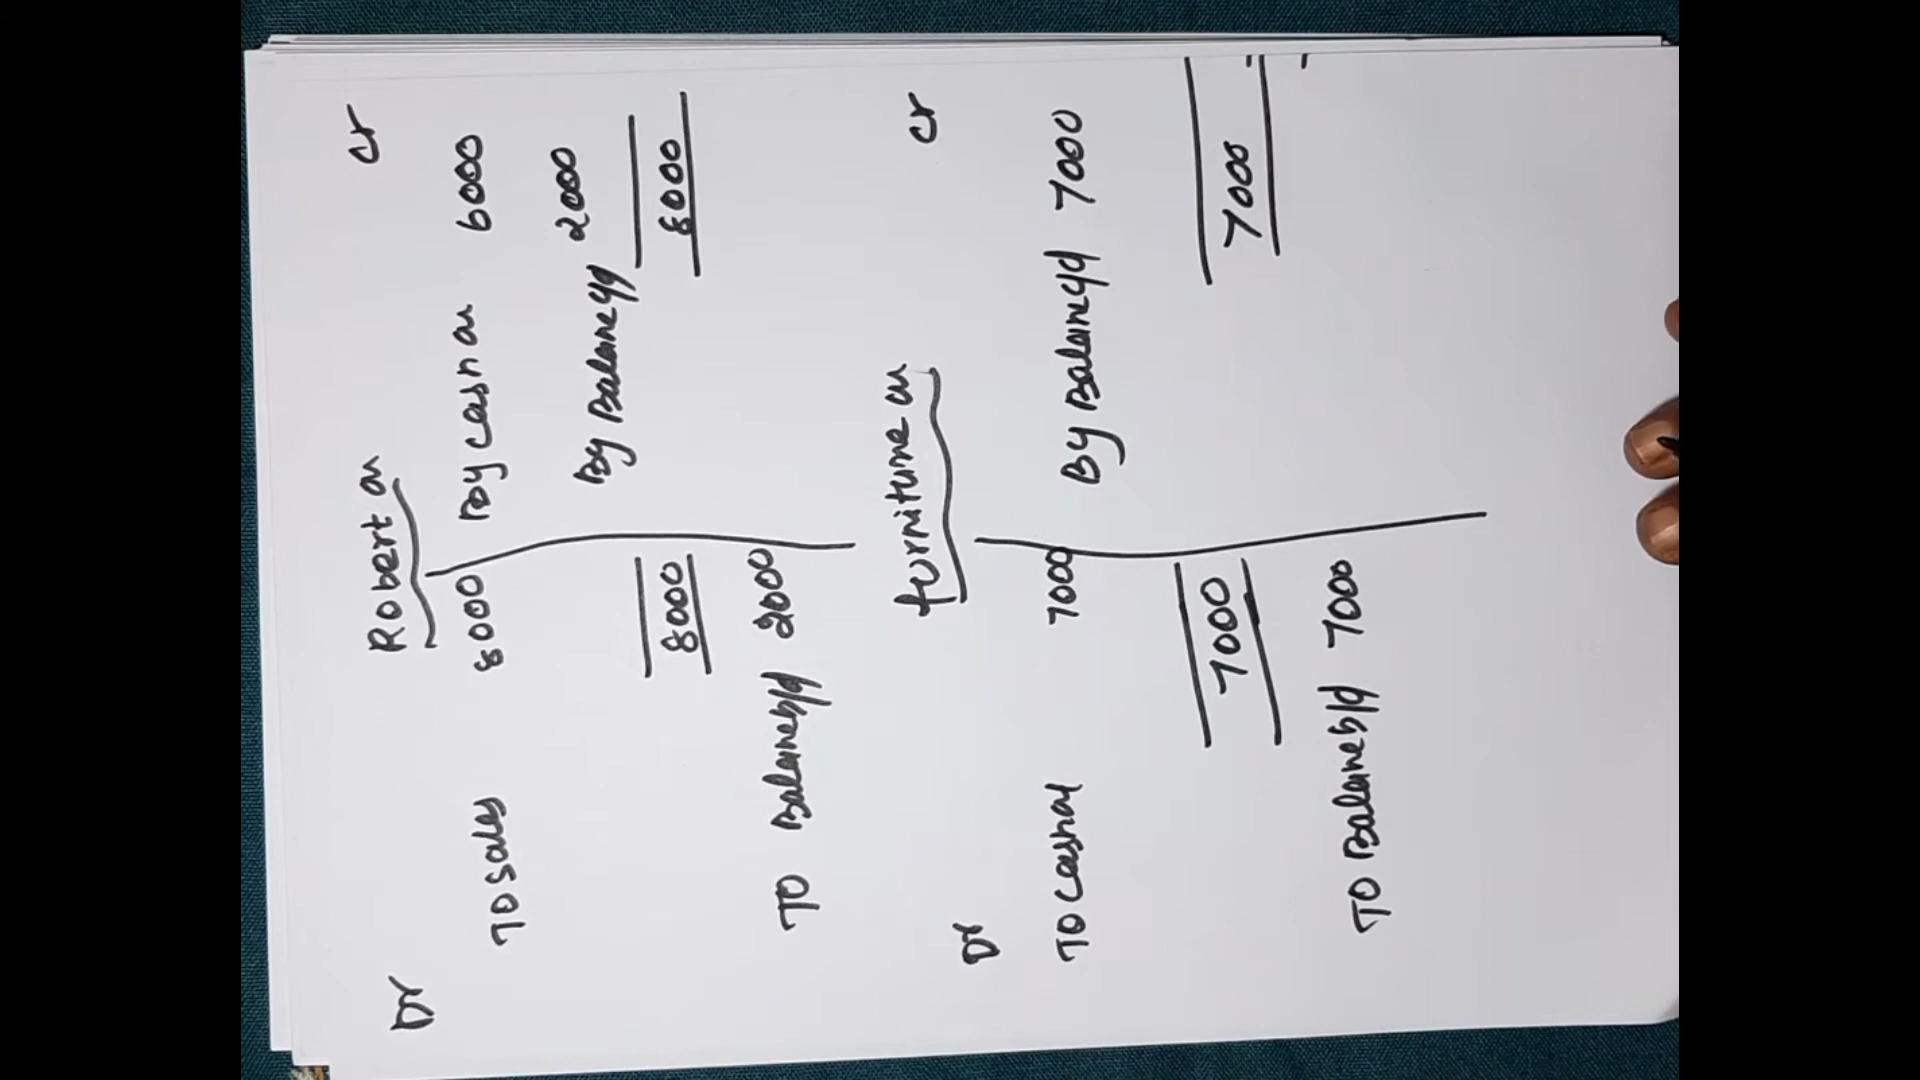 Robert a/c
Dr Cr
To Sales 8000 By cash a/c 6000
By Balance c/d 2000
8000 8000
To Balance b/d 2000
furniture a/c
Dr Cr
To cash a/c 7000 By Balance c/d 7000
7000 7000
To Balance b/d 7000